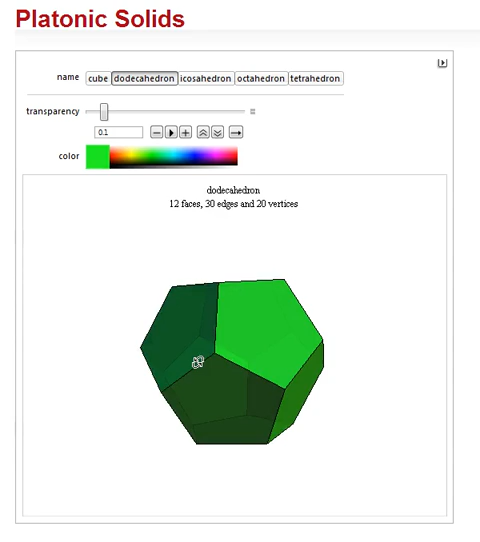 Platonic Solids
name cube dodecahedron icosahedron octahedron tetrahedron
transparency
0.1
color
dodecahedron
12 faces, 30 edges and 20 vertices